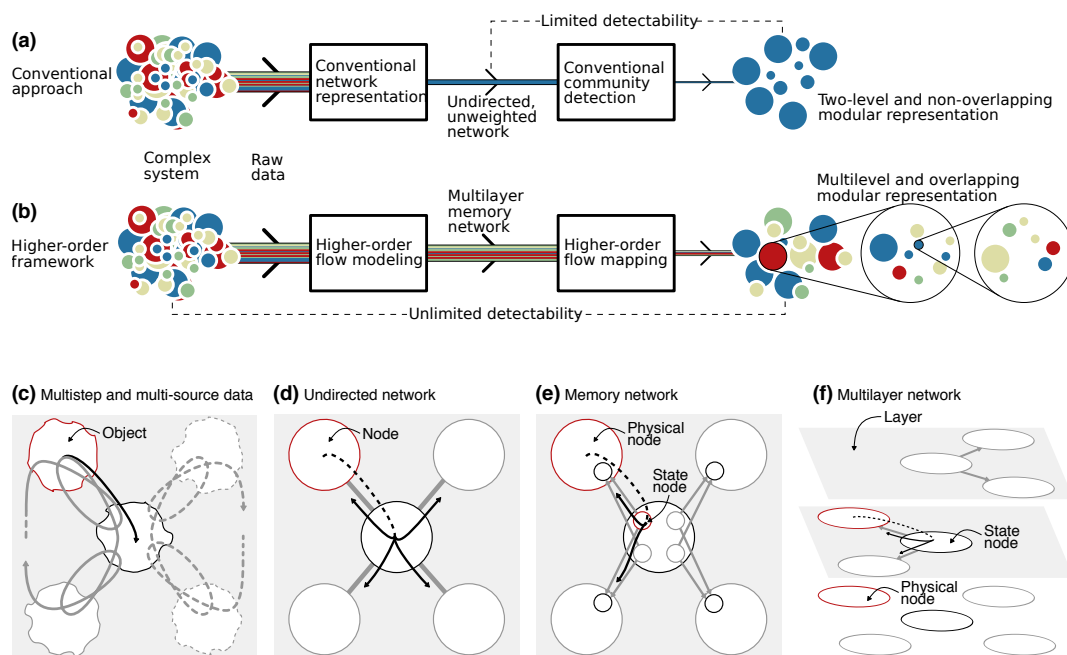 Limited detectability
(a)
Conventional
approach
Conventional
network
representation
Undirected,
unweighted
network
Conventional
community
detection
Two-level and non-overlapping
modular representation
Complex
system
Raw
data
(b)
Higher-order
framework
Higher-order
flow modeling
Multilayer
memory
network
Higher-order
flow mapping
Multilevel and overlapping
modular representation
Unlimited detectability
(c) Multistep and multi-source data
Object
(d) Undirected network
Node
(e) Memory network
Physical
node
State
node
(f) Multilayer network
Layer
State
node
Physical
node